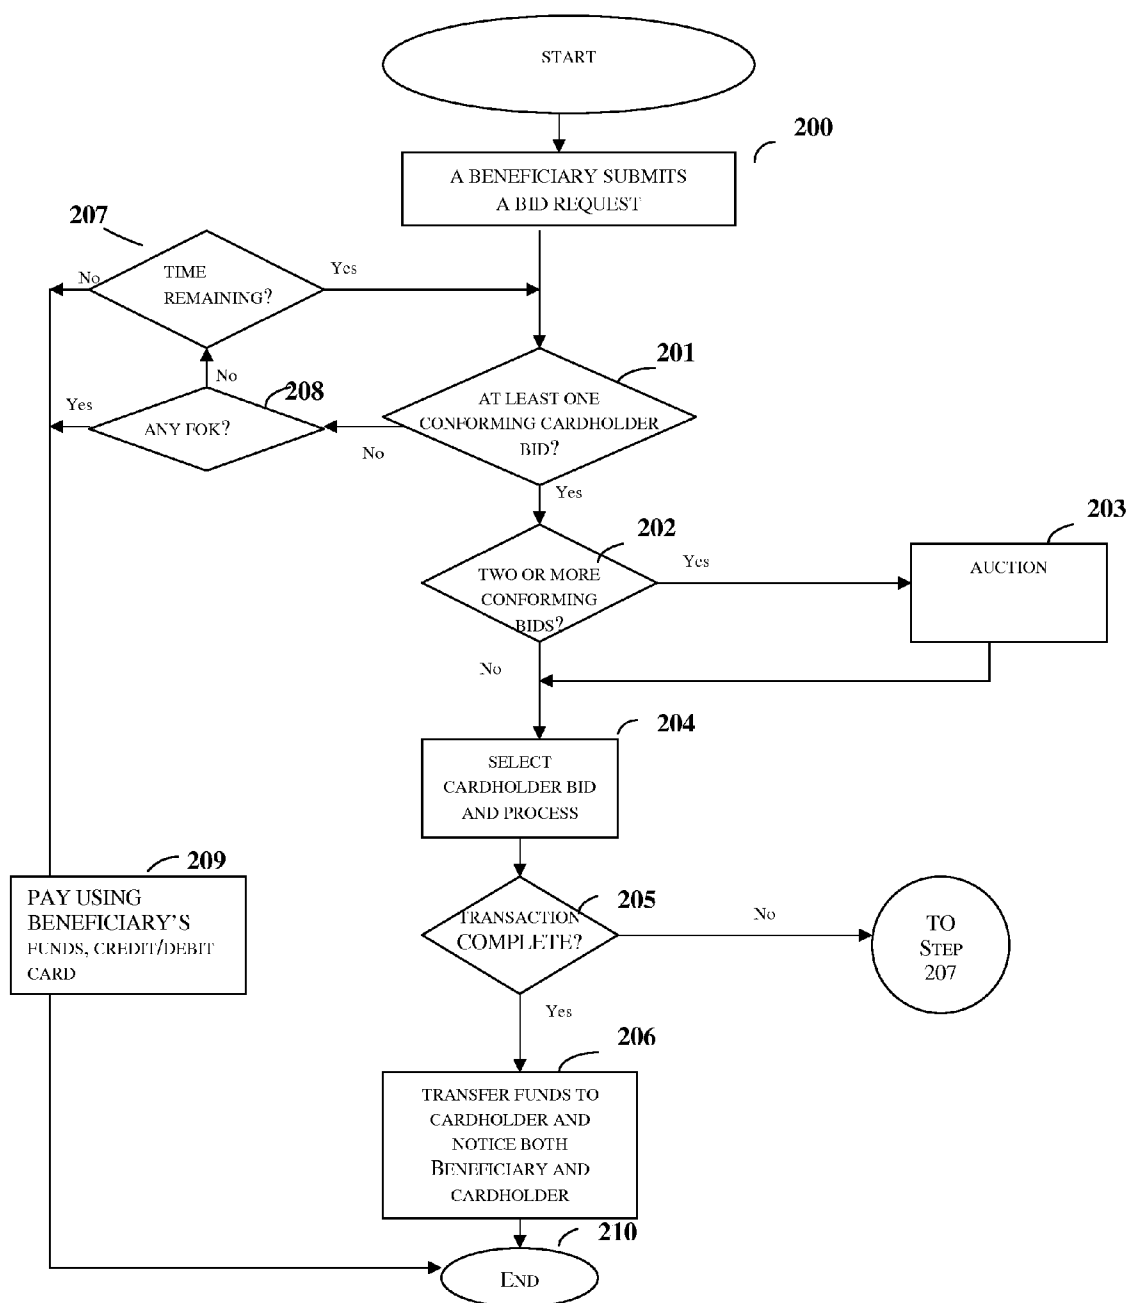 START
200
A BENEFICIARY SUBMITS
A BID REQUEST
207
No
TIME
REMAINING?
Yes
201
No
208
Yes
ANY FOK?
No
AT LEAST ONE
CONFORMING CARDHOLDER
BID?
Yes
202
203
Yes
TWO OR MORE
CONFORMING
BIDS?
AUCTION
No
204
SELECT
CARDHOLDER BID
AND PROCESS
209
PAY USING
BENEFICIARY'S
FUNDS, CREDIT/DEBIT
CARD
205
TRANSACTION
COMPLETE?
No
TO
STEP
207
Yes
206
TRANSFER FUNDS TO
CARDHOLDER AND
NOTICE BOTH
BENEFICIARY AND
CARDHOLDER
210
END